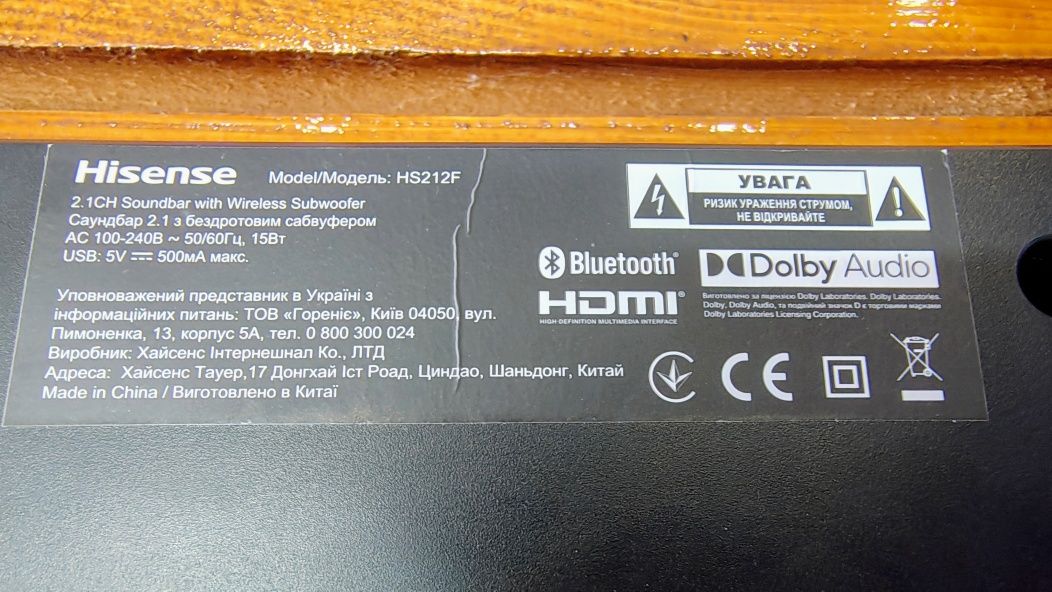 Hisense Model/Модель: HS212F
2.1CH Soundbar with Wireless Subwoofer
Саундбар 2.1 з бездротовим сабвуфером
AC 100-240В ~ 50/60Гц, 15Вт
USB: 5V ⎓ 500мА макс.
Уповноважений представник в Україні з
інформаційних питань: ТОВ «Гореніє», Київ 04050, вул.
Пимоненка, 13, корпус 5А, тел. 0 800 300 024
Виробник: Хайсенс Інтернешнал Ко., ЛТД
Адреса: Хайсенс Тауер,17 Донгхай Іст Роад, Циндао, Шаньдонг, Китай
Made in China / Виготовлено в Китаї
УВАГА
РИЗИК УРАЖЕННЯ СТРУМОМ,
НЕ ВІДКРИВАЙТЕ
Bluetooth®
Dolby Audio
HDMI®
HIGH-DEFINITION MULTIMEDIA INTERFACE
Виготовлено за ліцензією Dolby Laboratories. Dolby Laboratories.
Dolby, Dolby Audio, та подвійний значок D є торговими марками
Dolby Laboratories Licensing Corporation.
CE